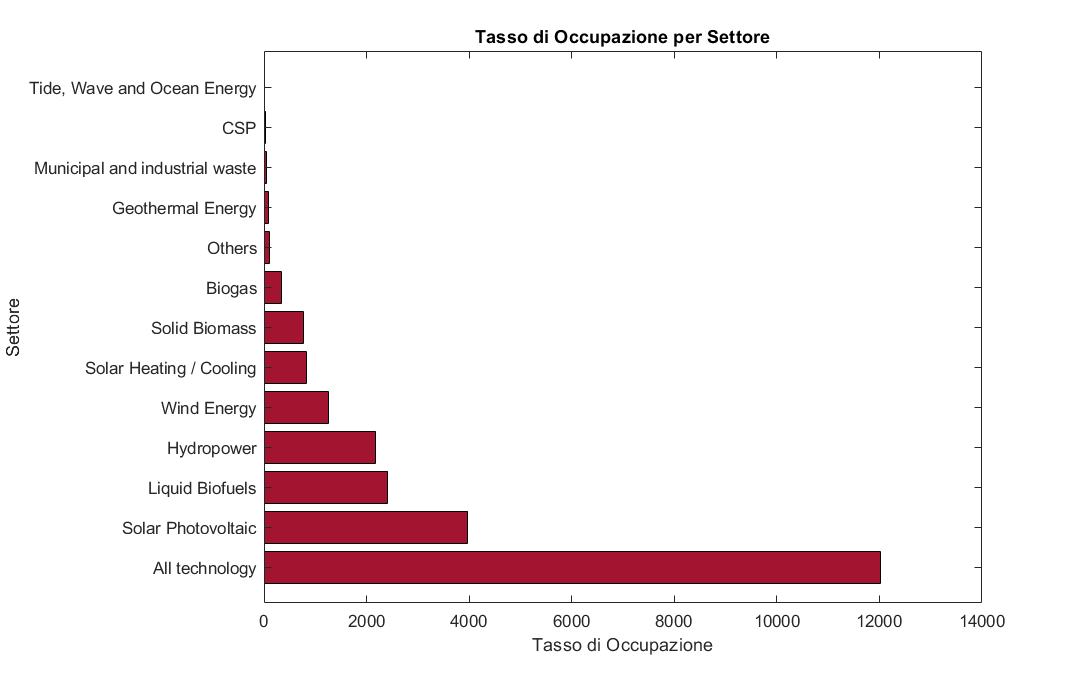 Tasso di Occupazione per Settore
Tide, Wave and Ocean Energy
CSP
Municipal and industrial waste
Geothermal Energy
Others
Biogas
Solid Biomass
Solar Heating / Cooling
Wind Energy
Hydropower
Liquid Biofuels
Solar Photovoltaic
All technology
Settore
0 2000 4000 6000 8000 10000 12000 14000
Tasso di Occupazione